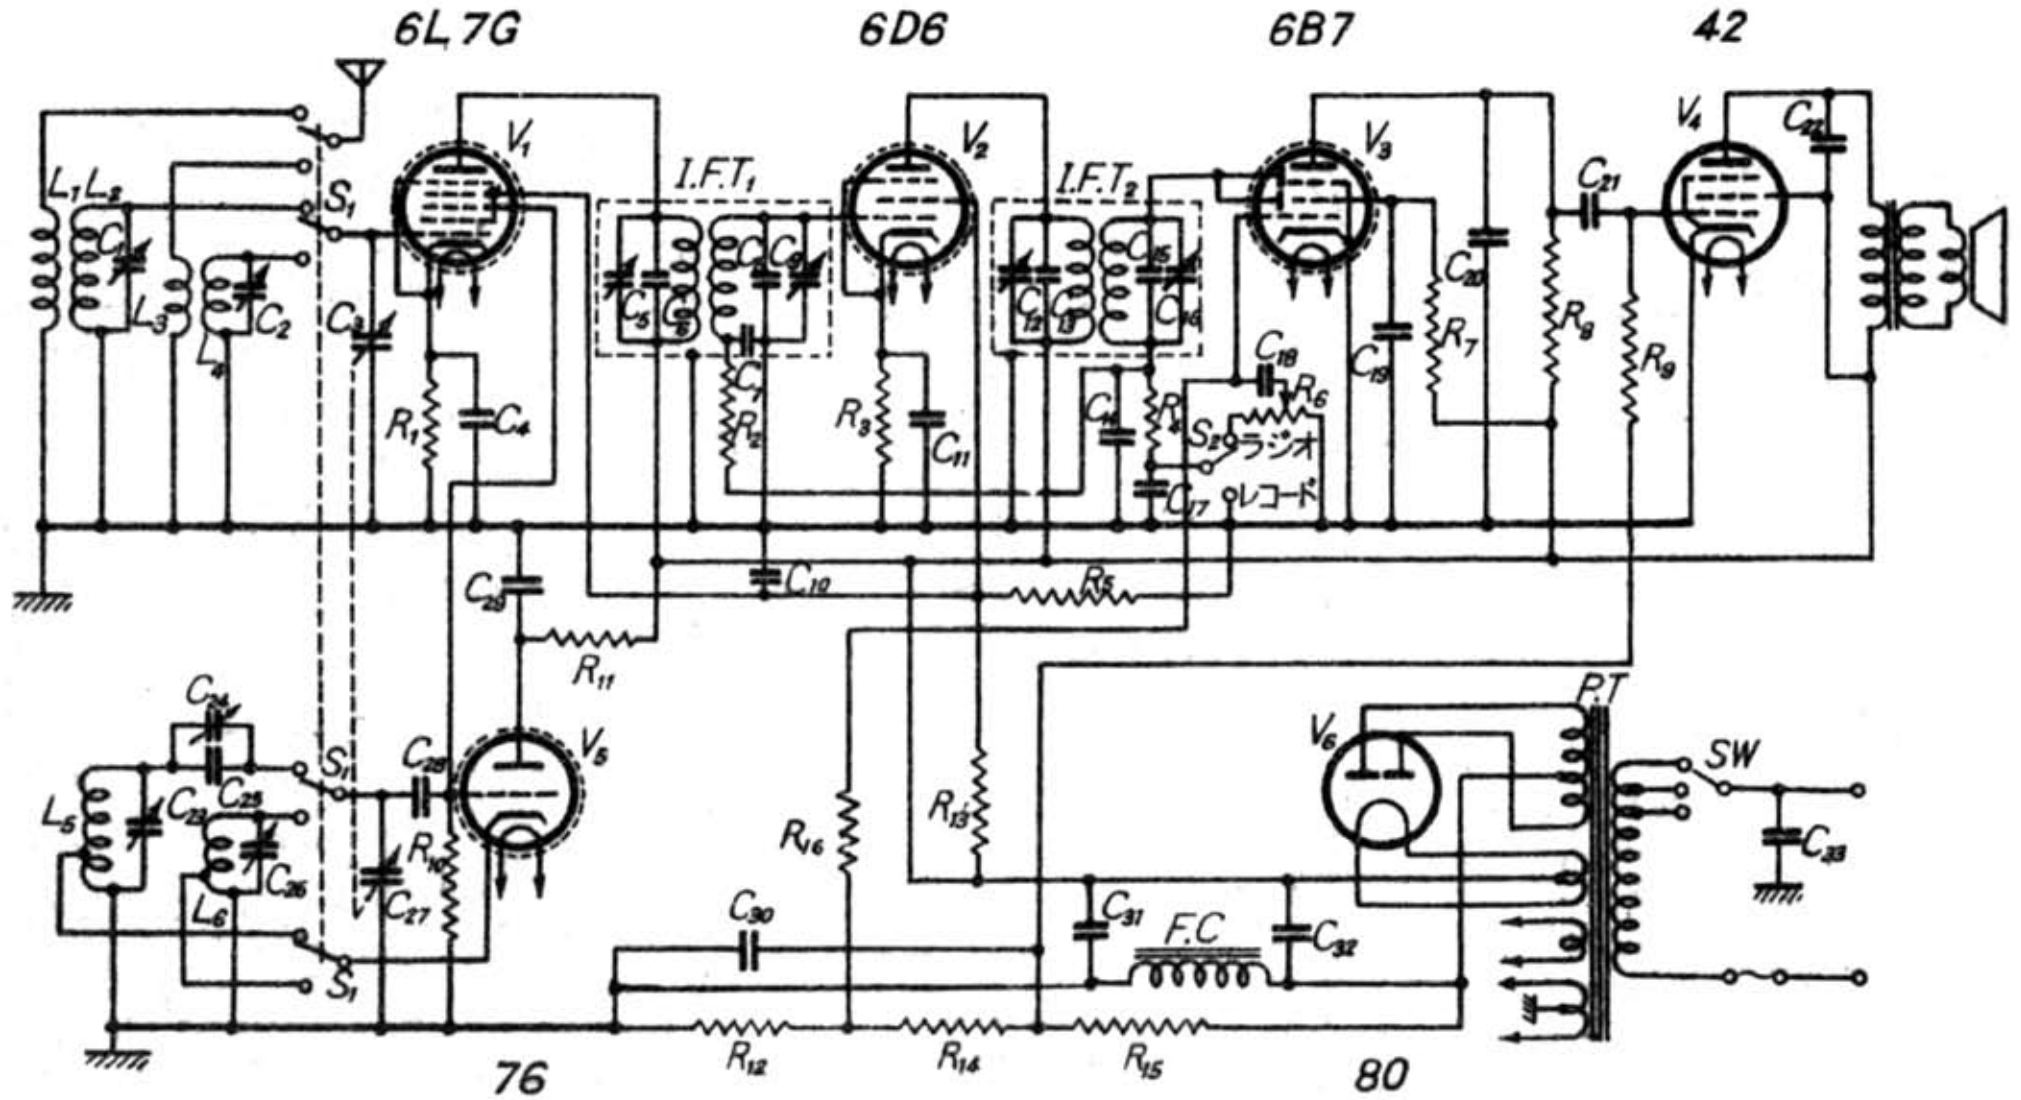 6L7G 6D6 6B7 42
V1 V2 V3 V4 C22
I.F.T1 I.F.T2 C21
L1 L2 S1
C1 C8 C9 C15
L3 C2 C3 C5 C6 C12 C13 C16 C20 R8
L4 C7 C18 R6 C19 R7 R9
R1 C4 R2 R3 C11 C14 R4 S2 ラジオ
C17 レコード
C29 C10 R5
R11
P.T
C24 V6 SW
S1 C28 V5
L5 C23 C25 R16 R13 C33
R10 C26 C27
L6 C30 C31 F.C C32
S1
R12 R14 R15
76 80